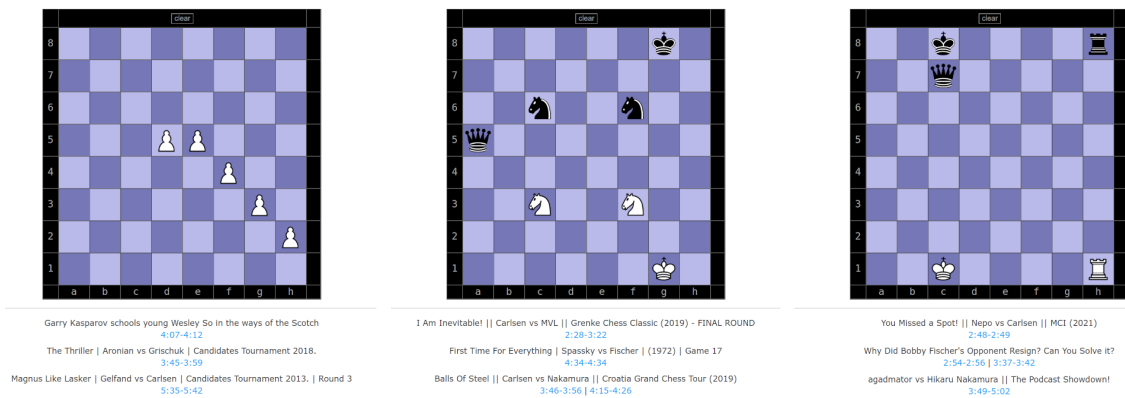 clear
8
7
6
5
4
3
2
1
a b c d e f g h
Garry Kasparov schools young Wesley So in the ways of the Scotch
4:07-4:12
The Thriller | Aronian vs Grischuk | Candidates Tournament 2018.
3:45-3:59
Magnus Like Lasker | Gelfand vs Carlsen | Candidates Tournament 2013. | Round 3
5:35-5:42
clear
8
7
6
5
4
3
2
1
a b c d e f g h
I Am Inevitable! || Carlsen vs MVL || Grenke Chess Classic (2019) - FINAL ROUND
2:28-3:22
First Time For Everything | Spassky vs Fischer | (1972) | Game 17
4:34-4:34
Balls Of Steel || Carlsen vs Nakamura || Croatia Grand Chess Tour (2019)
3:46-3:56 | 4:15-4:26
clear
8
7
6
5
4
3
2
1
a b c d e f g h
You Missed a Spot! || Nepo vs Carlsen || MCI (2021)
2:48-2:49
Why Did Bobby Fischer's Opponent Resign? Can You Solve it?
2:54-2:56 | 3:37-3:42
agadmator vs Hikaru Nakamura || The Podcast Showdown!
3:49-5:02